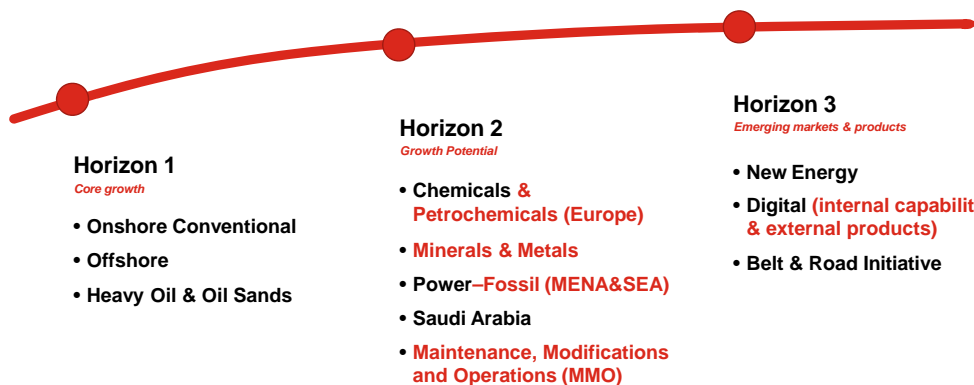 Horizon 1
Core growth
• Onshore Conventional
• Offshore
• Heavy Oil & Oil Sands
Horizon 2
Growth Potential
• Chemicals &
Petrochemicals (Europe)
• Minerals & Metals
• Power–Fossil (MENA&SEA)
• Saudi Arabia
• Maintenance, Modifications
and Operations (MMO)
Horizon 3
Emerging markets & products
• New Energy
• Digital (internal capabilit
& external products)
• Belt & Road Initiative